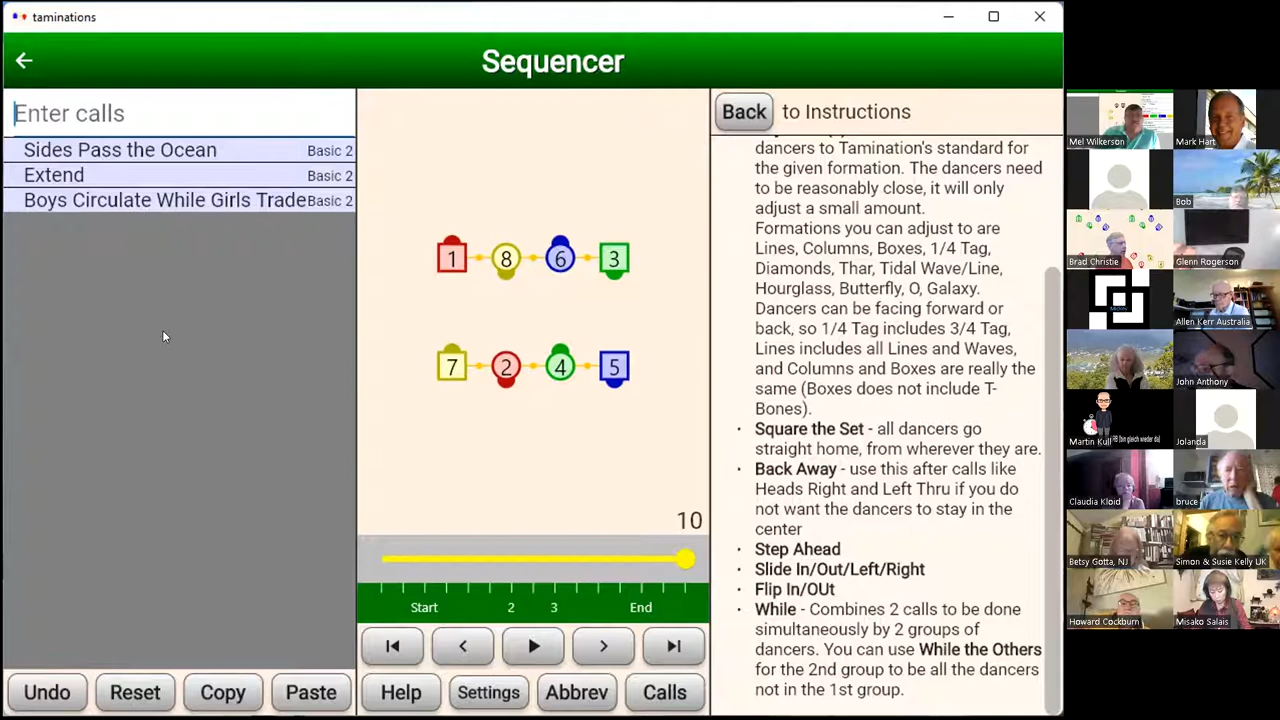 taminations
Sequencer
Enter calls
Sides Pass the Ocean Basic 2
Extend Basic 2
Boys Circulate While Girls Trade Basic 2
1 8 6 3
7 2 4 5
10
Start 2 3 End
Undo Reset Copy Paste
Help Settings Abbrev Calls
Back to Instructions
dancers to Tamination's standard for
the given formation. The dancers need
to be reasonably close, it will only
adjust a small amount.
Formations you can adjust to are
Lines, Columns, Boxes, 1/4 Tag,
Diamonds, Thar, Tidal Wave/Line,
Hourglass, Butterfly, O, Galaxy.
Dancers can be facing forward or
back, so 1/4 Tag includes 3/4 Tag,
Lines includes all Lines and Waves,
and Columns and Boxes are really the
same (Boxes does not include T-
Bones).
· Square the Set - all dancers go
straight home, from wherever they are.
· Back Away - use this after calls like
Heads Right and Left Thru if you do
not want the dancers to stay in the
center
· Step Ahead
· Slide In/Out/Left/Right
· Flip In/OUt
· While - Combines 2 calls to be done
simultaneously by 2 groups of
dancers. You can use While the Others
for the 2nd group to be all the dancers
not in the 1st group.
Mel Wilkerson
Mark Hart
Bob
Brad Christie
Glenn Rogerson
Allen Kerr Australia
John Anthony
Martin Kull
RB (bin gleich wieder da)
Jolanda
Claudia Kloid
bruce
Betsy Gotta, NJ
Simon & Susie Kelly UK
Howard Cockburn
Misako Salais